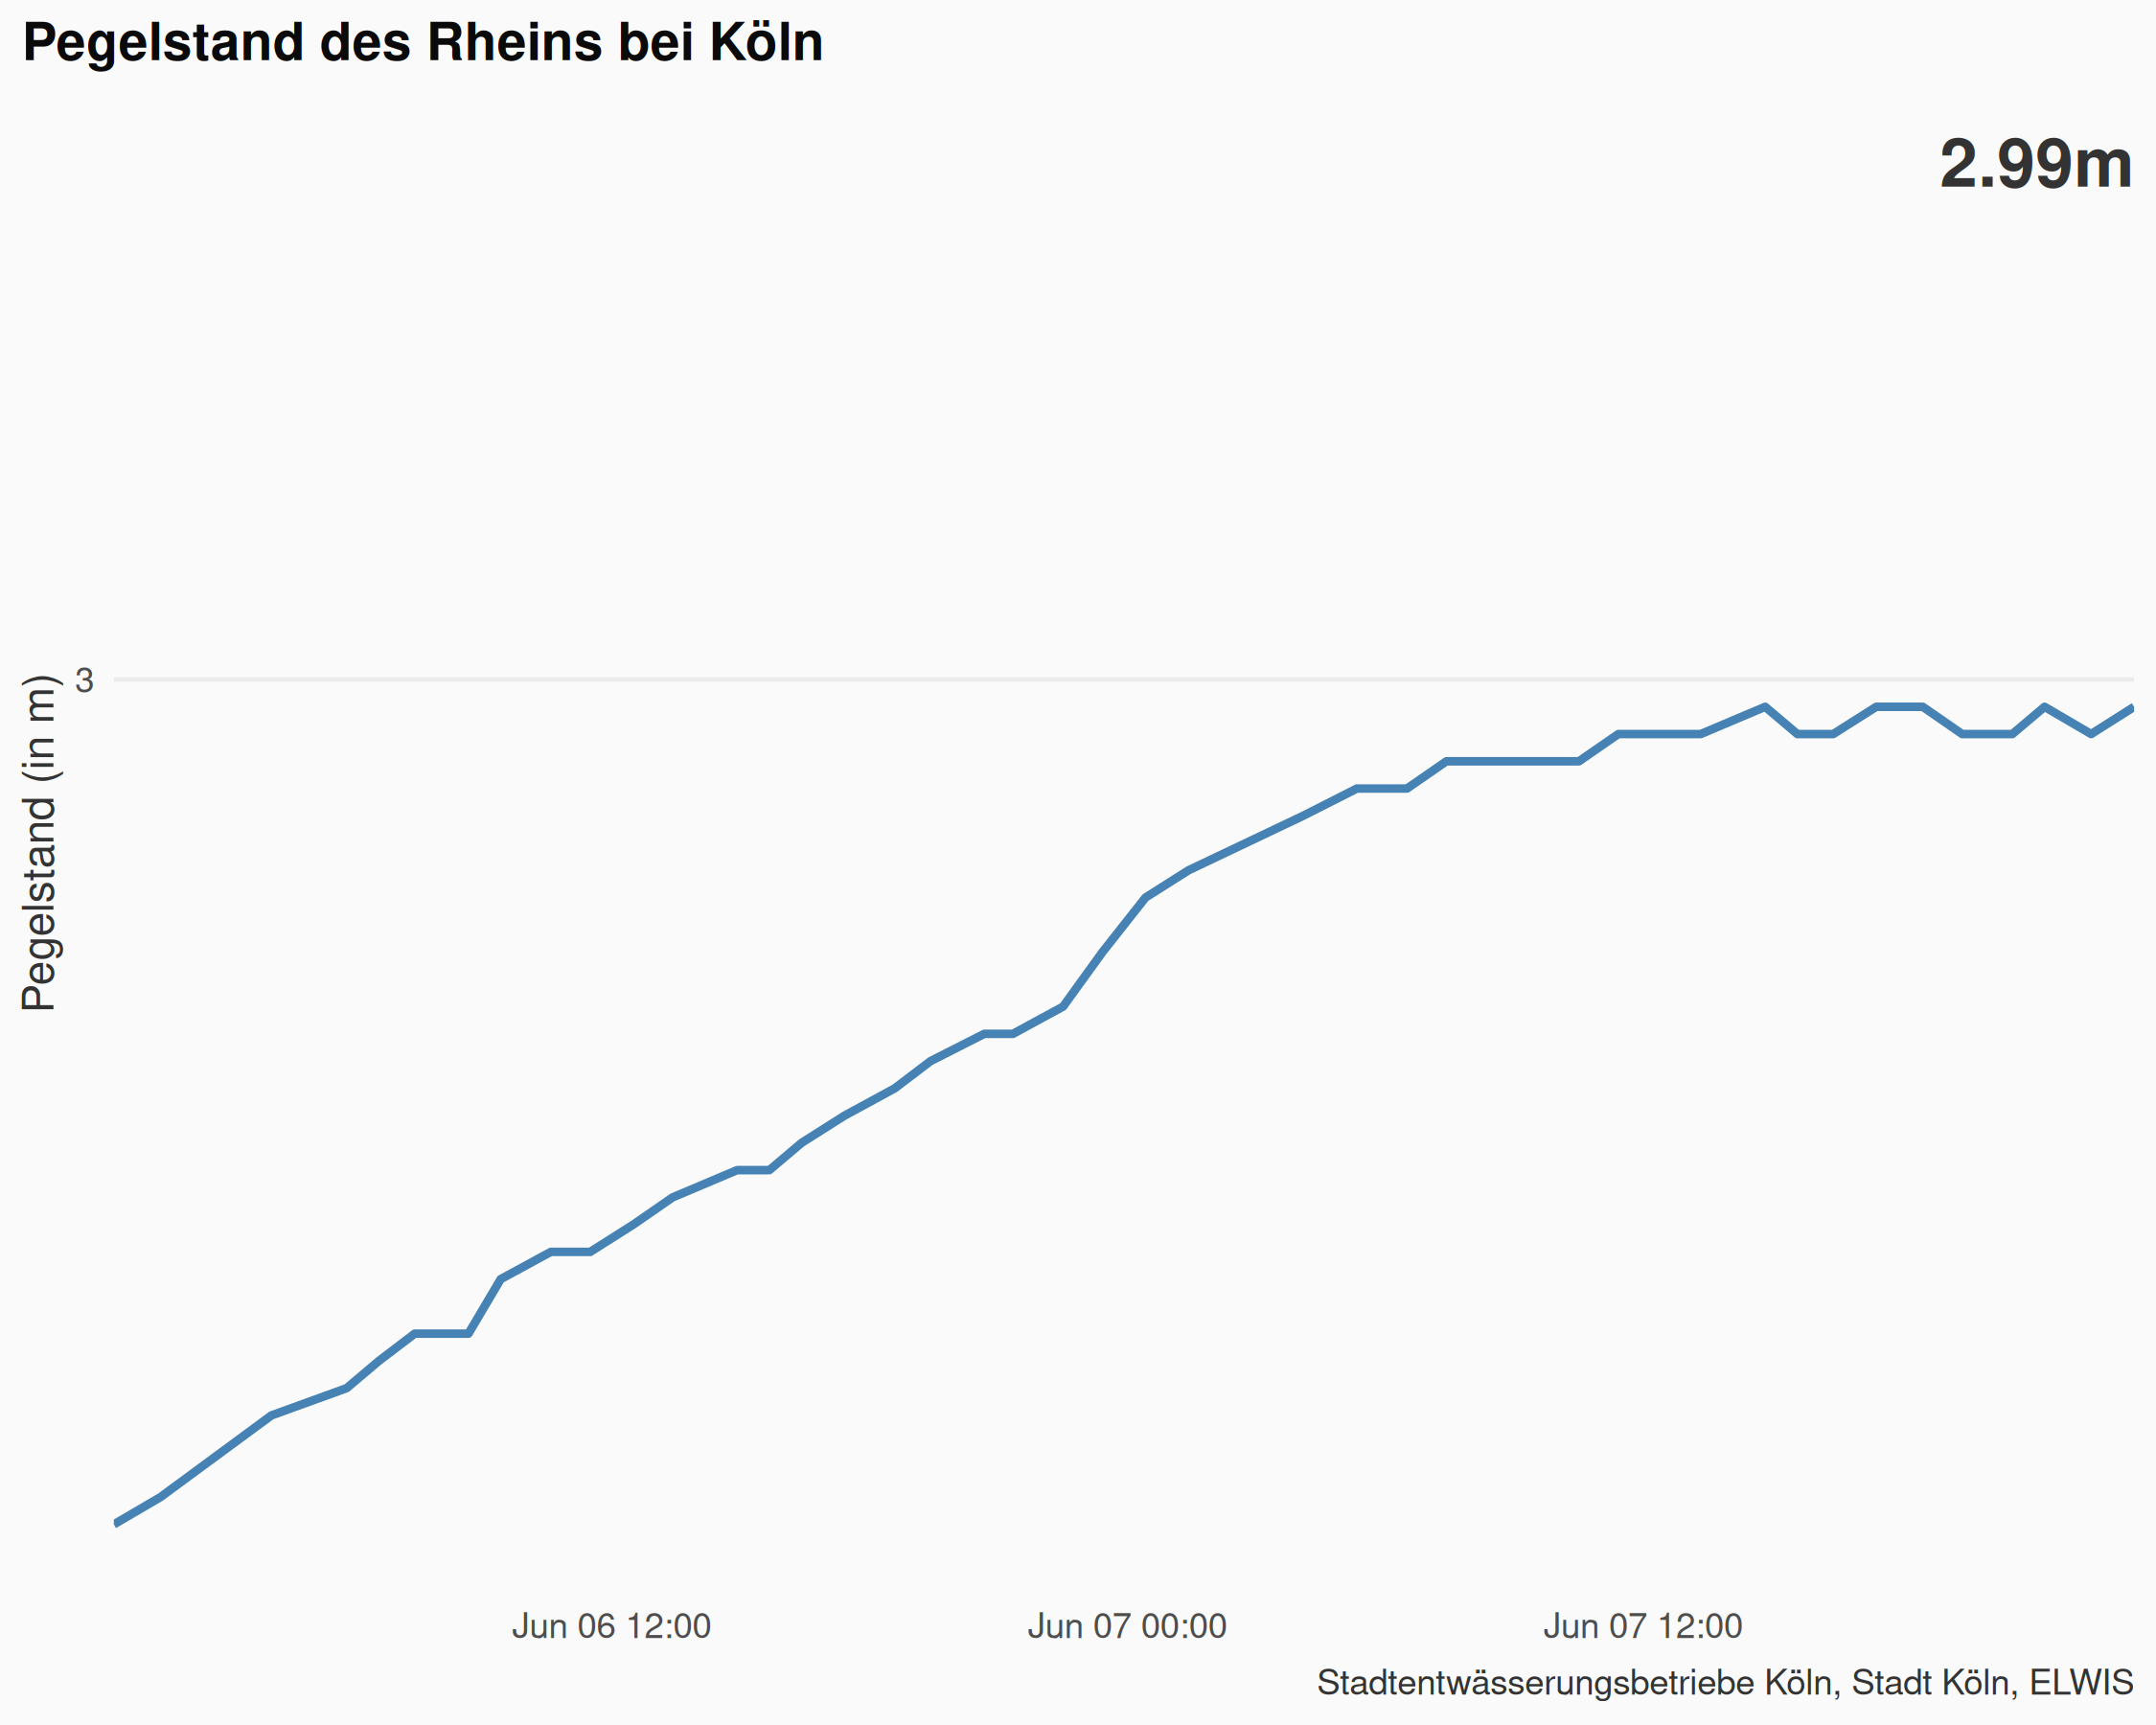 Pegelstand des Rheins bei Köln
2.99m
Pegelstand (in m)
3
Jun 06 12:00
Jun 07 00:00
Jun 07 12:00
Stadtentwässerungsbetriebe Köln, Stadt Köln, ELWIS